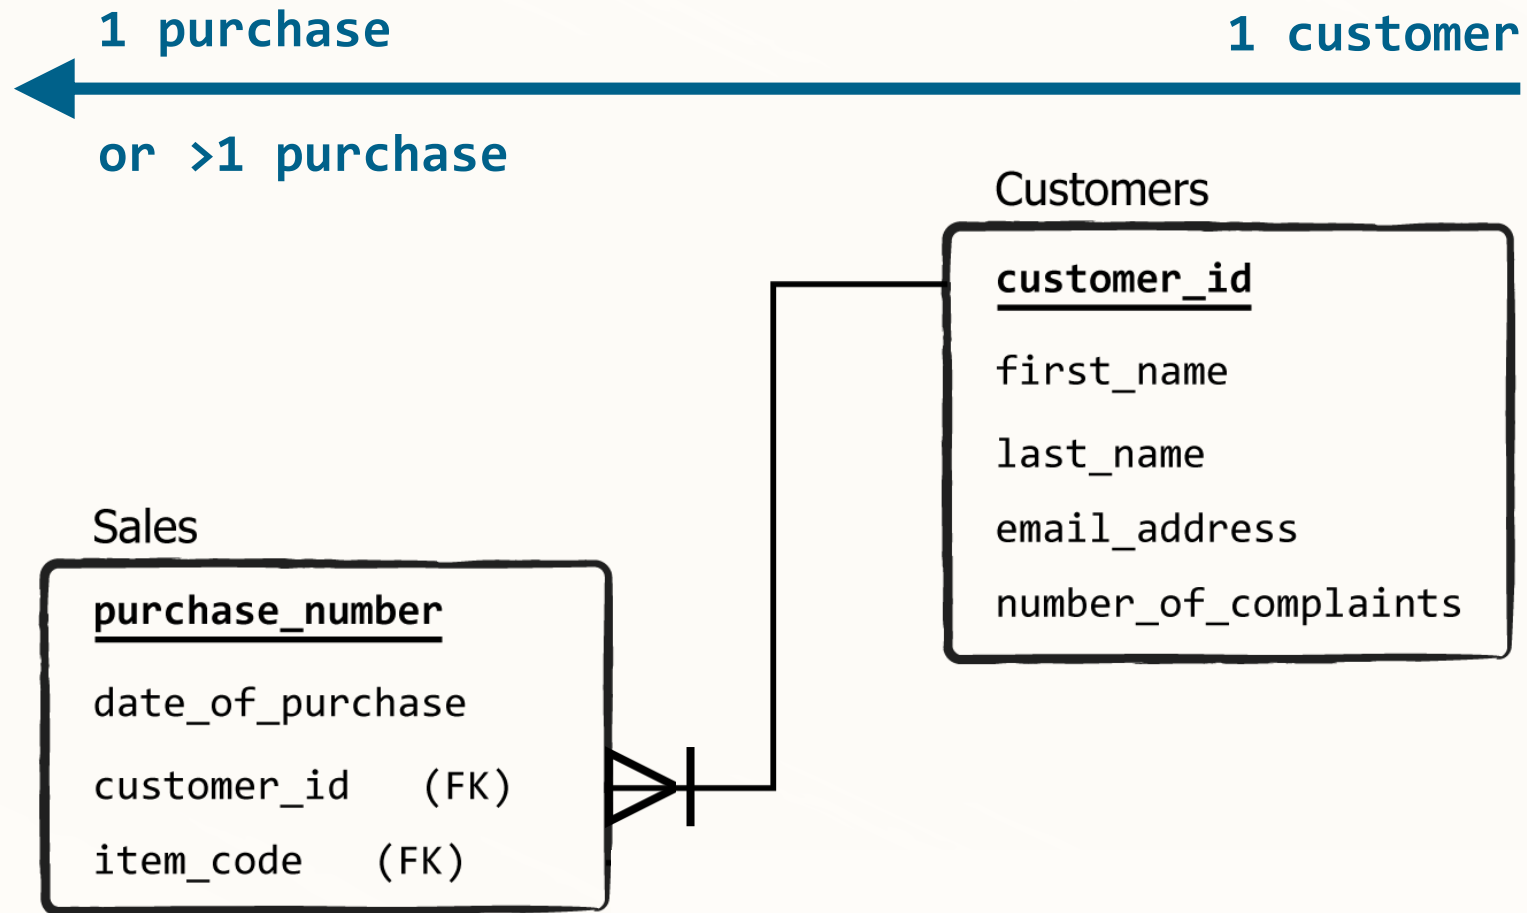 1 purchase
1 customer
or >1 purchase
Customers
customer_id
first_name
last_name
email_address
number_of_complaints
Sales
purchase_number
date_of_purchase
customer_id (FK)
item_code (FK)